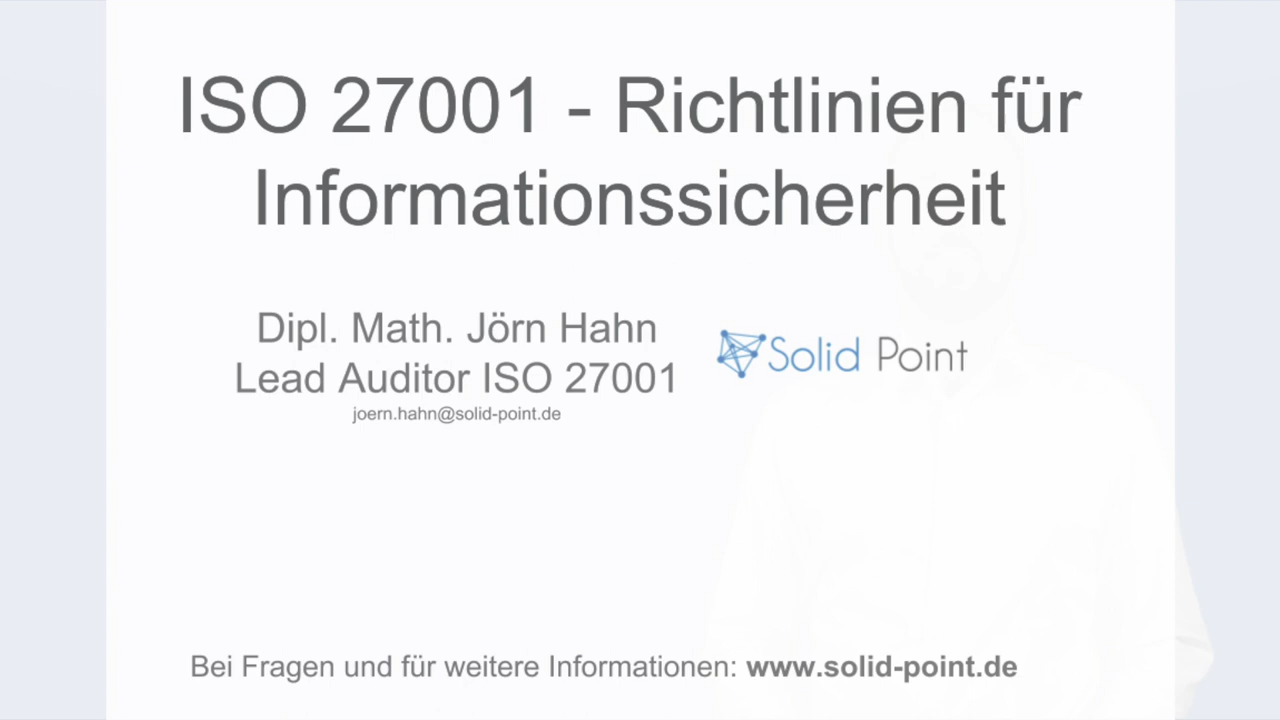 ISO 27001 - Richtlinien für
Informationssicherheit
Dipl. Math. Jörn Hahn
Lead Auditor ISO 27001
joern.hahn@solid-point.de
Solid Point
Bei Fragen und für weitere Informationen: www.solid-point.de